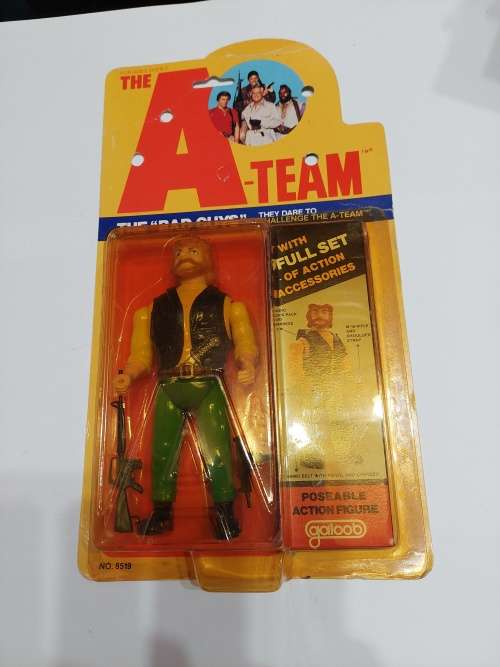 THE
A-TEAM
THE "BAD GUYS"
THEY DARE TO
CHALLENGE THE A-TEAM
WITH
FULL SET
OF ACTION
ACCESSORIES
POSEABLE
ACTION FIGURE
galoob
NO. 8519